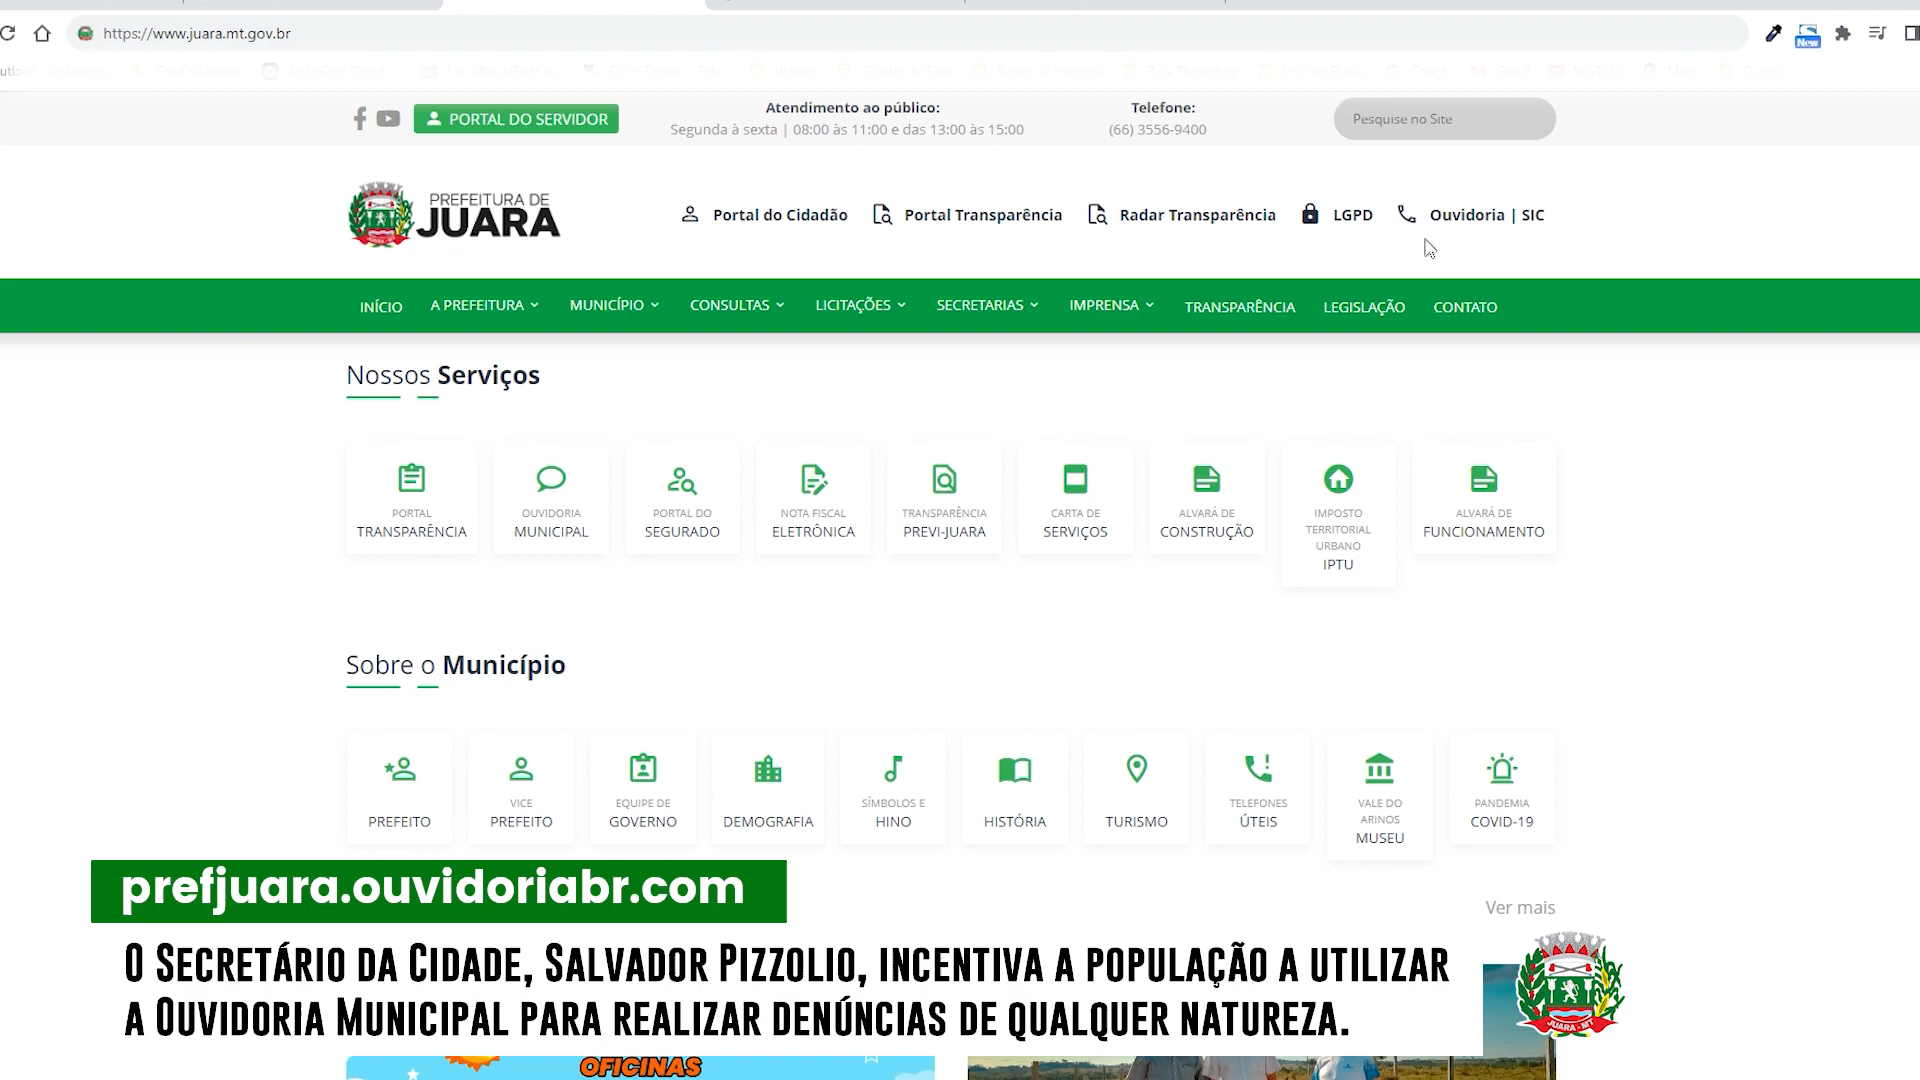 https://www.juara.mt.gov.br
New
PORTAL DO SERVIDOR
Atendimento ao público:
Segunda à sexta | 08:00 às 11:00 e das 13:00 às 15:00
Telefone:
(66) 3556-9400
Pesquise no Site
PREFEITURA DE
JUARA
Portal do Cidadão
Portal Transparência
Radar Transparência
LGPD
Ouvidoria | SIC
INÍCIO
A PREFEITURA
MUNICÍPIO
CONSULTAS
LICITAÇÕES
SECRETARIAS
IMPRENSA
TRANSPARÊNCIA
LEGISLAÇÃO
CONTATO
Nossos Serviços
PORTAL
TRANSPARÊNCIA
OUVIDORIA
MUNICIPAL
PORTAL DO
SEGURADO
NOTA FISCAL
ELETRÔNICA
TRANSPARÊNCIA
PREVI-JUARA
CARTA DE
SERVIÇOS
ALVARÁ DE
CONSTRUÇÃO
IMPOSTO
TERRITORIAL
URBANO
IPTU
ALVARÁ DE
FUNCIONAMENTO
Sobre o Município
PREFEITO
VICE
PREFEITO
EQUIPE DE
GOVERNO
DEMOGRAFIA
SÍMBOLOS E
HINO
HISTÓRIA
TURISMO
TELEFONES
ÚTEIS
VALE DO
ARINOS
MUSEU
PANDEMIA
COVID-19
prefjuara.ouvidoriabr.com
Ver mais
O Secretário da Cidade, Salvador Pizzolio, incentiva a população a utilizar
a Ouvidoria Municipal para realizar denúncias de qualquer natureza.
JUARA - MT
OFICINAS